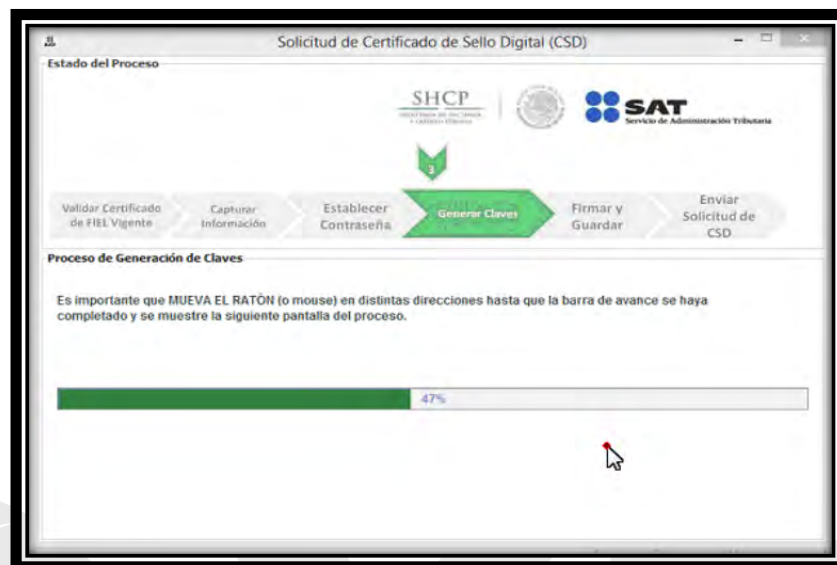 Solicitud de Certificado de Sello Digital (CSD)
Estado del Proceso
SHCP
SAT
Servicio de Administración Tributaria
3
Validar Certificado
de FIEL Vigente
Capturar
Información
Establecer
Contraseña
Generar Claves
Firmar y
Guardar
Enviar
Solicitud de
CSD
Proceso de Generación de Claves
Es importante que MUEVA EL RATÓN (o mouse) en distintas direcciones hasta que la barra de avance se haya
completado y se muestre la siguiente pantalla del proceso.
47%